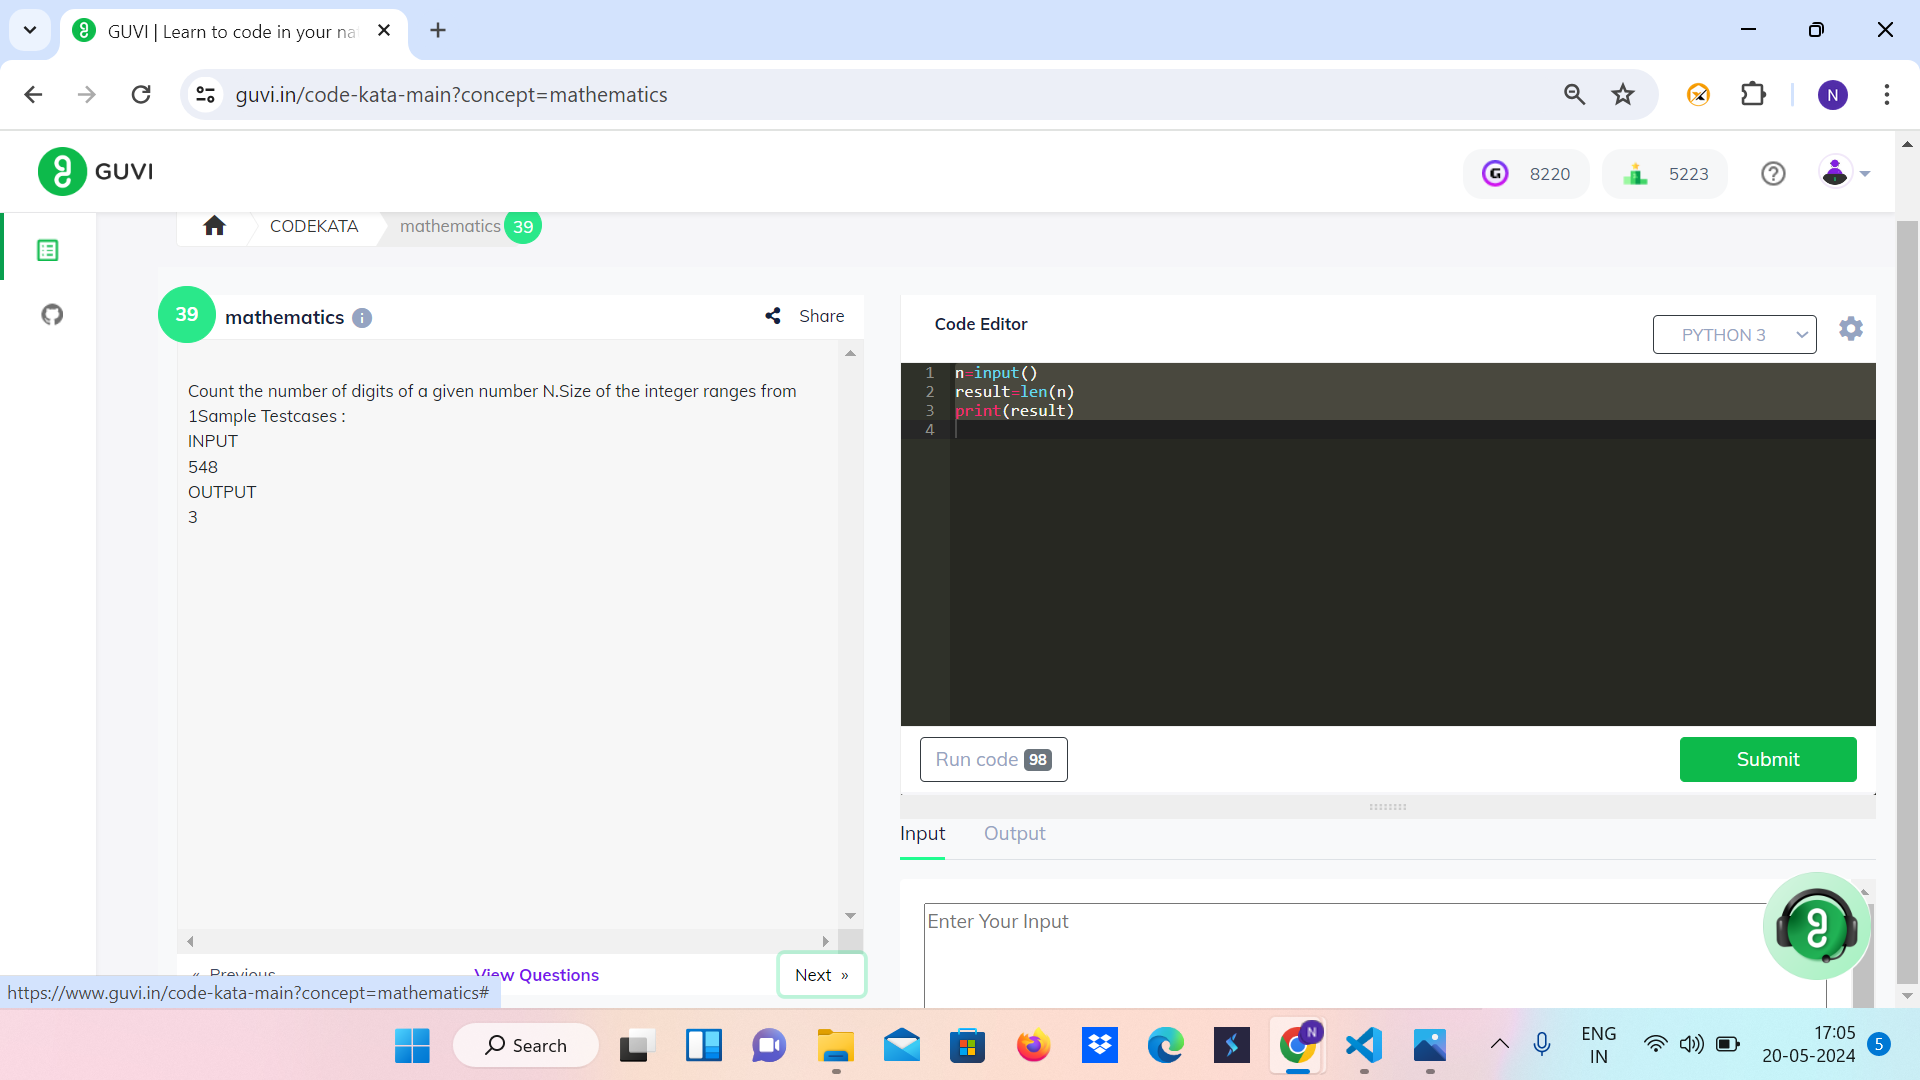 GUVI | Learn to code in your na
guvi.in/code-kata-main?concept=mathematics
N
GUVI
G
8220
5223
CODEKATA
mathematics 39
39
mathematics
Share
Count the number of digits of a given number N.Size of the integer ranges from
1Sample Testcases :
INPUT
548
OUTPUT
3
« Previous
View Questions
Next »
https://www.guvi.in/code-kata-main?concept=mathematics#
Code Editor
PYTHON 3
1 n=input()
2 result=len(n)
3 print(result)
4
Run code 98
Submit
Input
Output
Enter Your Input
Search
N
ENG
IN
17:05
20-05-2024
5